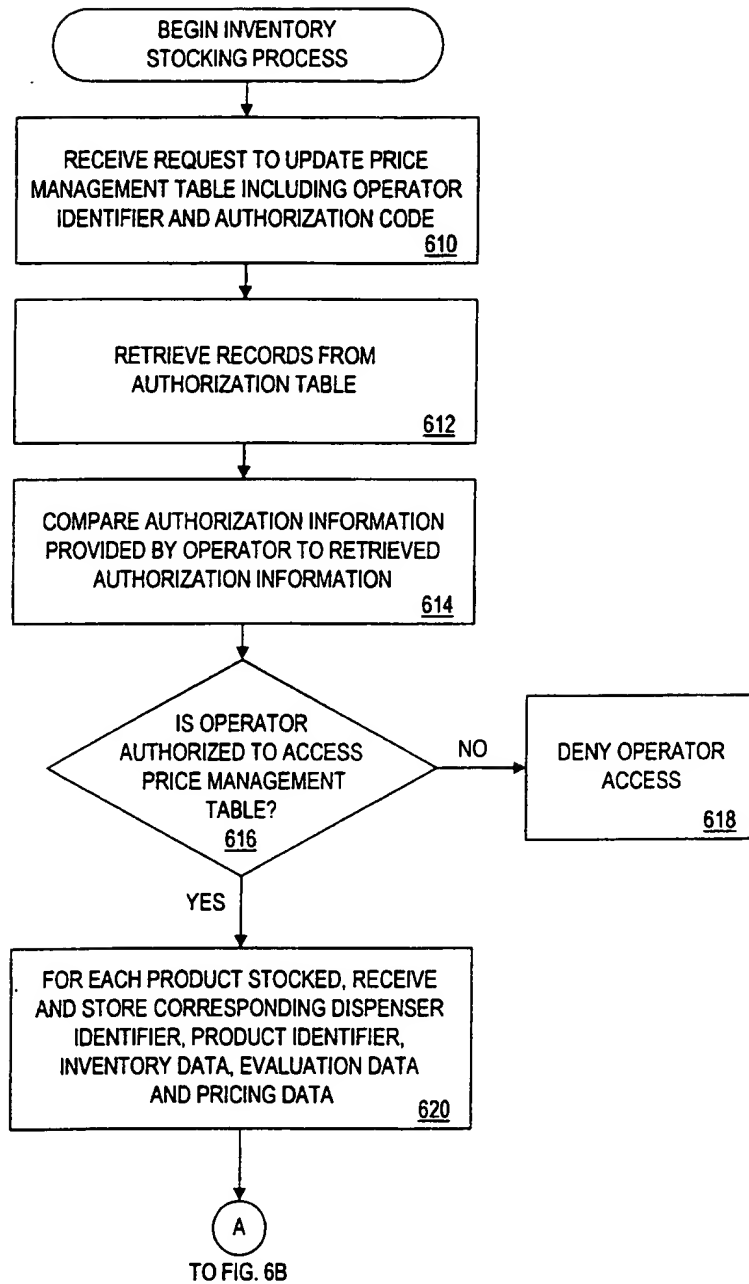 BEGIN INVENTORY
STOCKING PROCESS
RECEIVE REQUEST TO UPDATE PRICE
MANAGEMENT TABLE INCLUDING OPERATOR
IDENTIFIER AND AUTHORIZATION CODE
610
RETRIEVE RECORDS FROM
AUTHORIZATION TABLE
612
COMPARE AUTHORIZATION INFORMATION
PROVIDED BY OPERATOR TO RETRIEVED
AUTHORIZATION INFORMATION
614
IS OPERATOR
AUTHORIZED TO ACCESS
PRICE MANAGEMENT
TABLE?
616
NO
DENY OPERATOR
ACCESS
618
YES
FOR EACH PRODUCT STOCKED, RECEIVE
AND STORE CORRESPONDING DISPENSER
IDENTIFIER, PRODUCT IDENTIFIER,
INVENTORY DATA, EVALUATION DATA
AND PRICING DATA
620
A
TO FIG. 6B